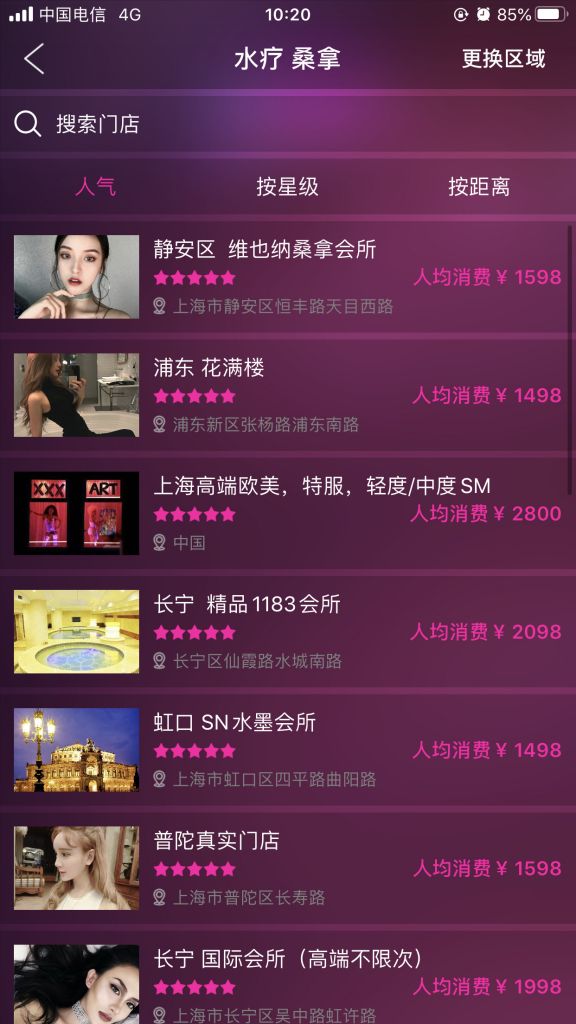 中国电信 4G
10:20
85%
水疗 桑拿
更换区域
搜索门店
人气
按星级
按距离
静安区 维也纳桑拿会所
人均消费¥ 1598
上海市静安区恒丰路天目西路
浦东 花满楼
人均消费¥ 1498
浦东新区张杨路浦东南路
XXX ART
上海高端欧美，特服，轻度/中度SM
人均消费¥ 2800
中国
长宁 精品1183会所
人均消费¥ 2098
长宁区仙霞路水城南路
虹口 SN水墨会所
人均消费¥ 1498
上海市虹口区四平路曲阳路
普陀真实门店
人均消费¥ 1598
上海市普陀区长寿路
长宁 国际会所（高端不限次）
人均消费¥ 1998
上海市长宁区吴中路虹许路